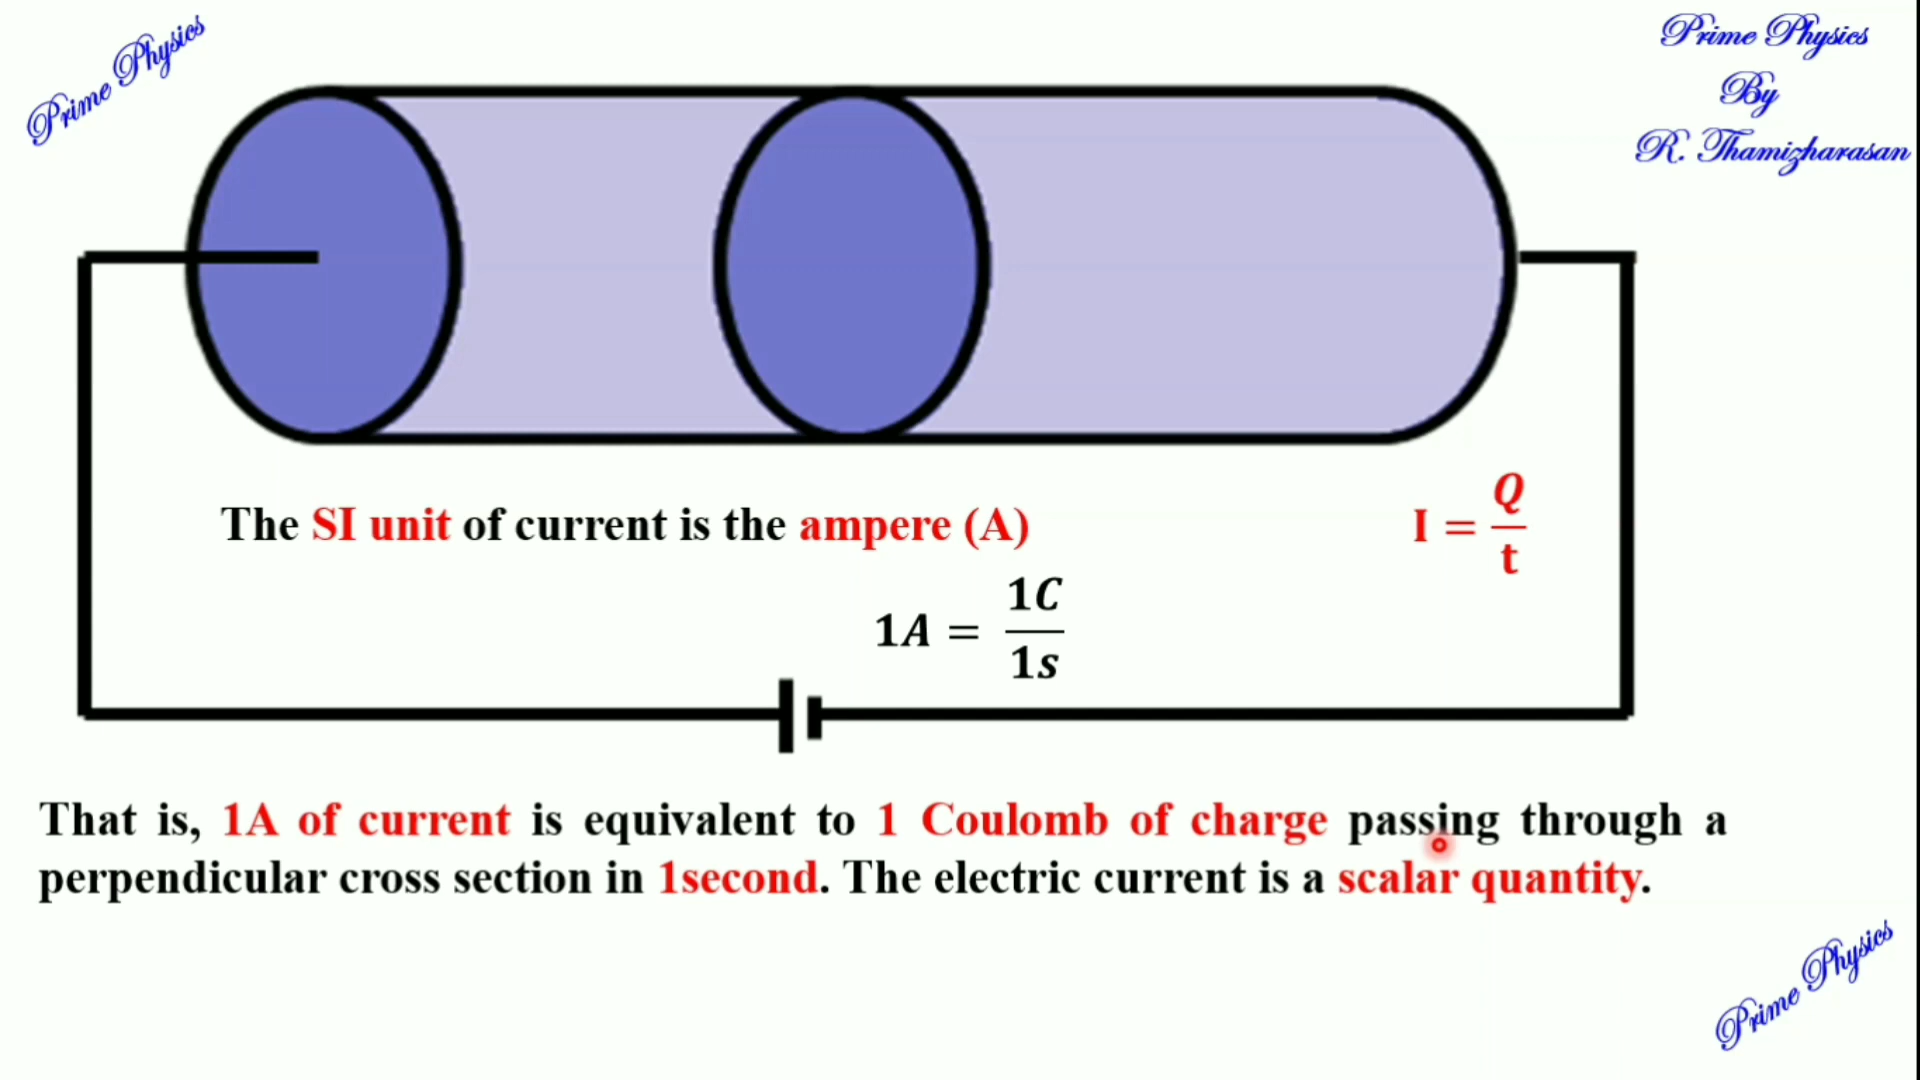 Prime Physics
Prime Physics
By
R. Thamizharasan
The SI unit of current is the ampere (A)
I = Q/t
1A = 1C/1s
That is, 1A of current is equivalent to 1 Coulomb of charge passing through a
perpendicular cross section in 1second. The electric current is a scalar quantity.
Prime Physics